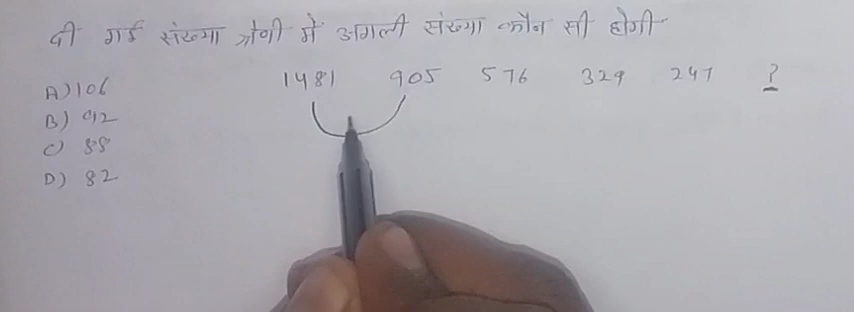 दी गई संख्या श्रेणी में अगली संख्या कौन सी होगी
1481 905 576 329 247 ?
A) 106
B) 92
C) 88
D) 82